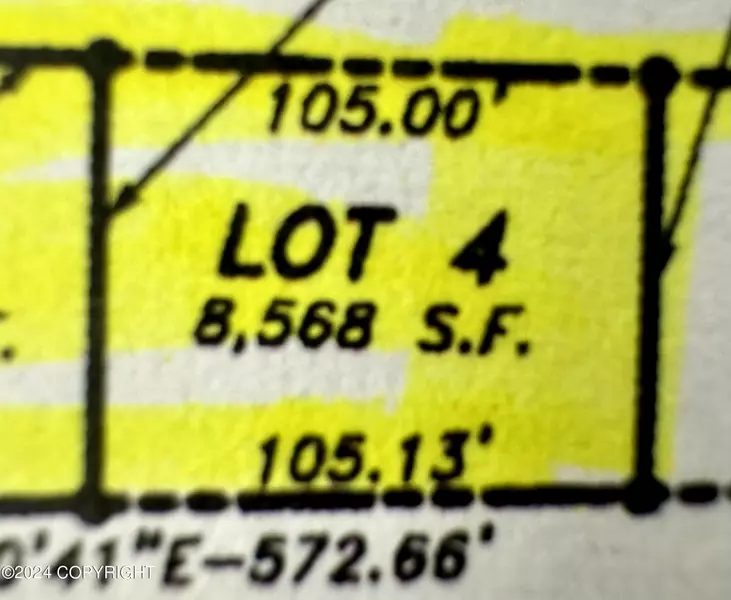 105.00'
LOT 4
8,568 S.F.
105.13'
0'41"E-572.66'
©2024 COPYRIGHT